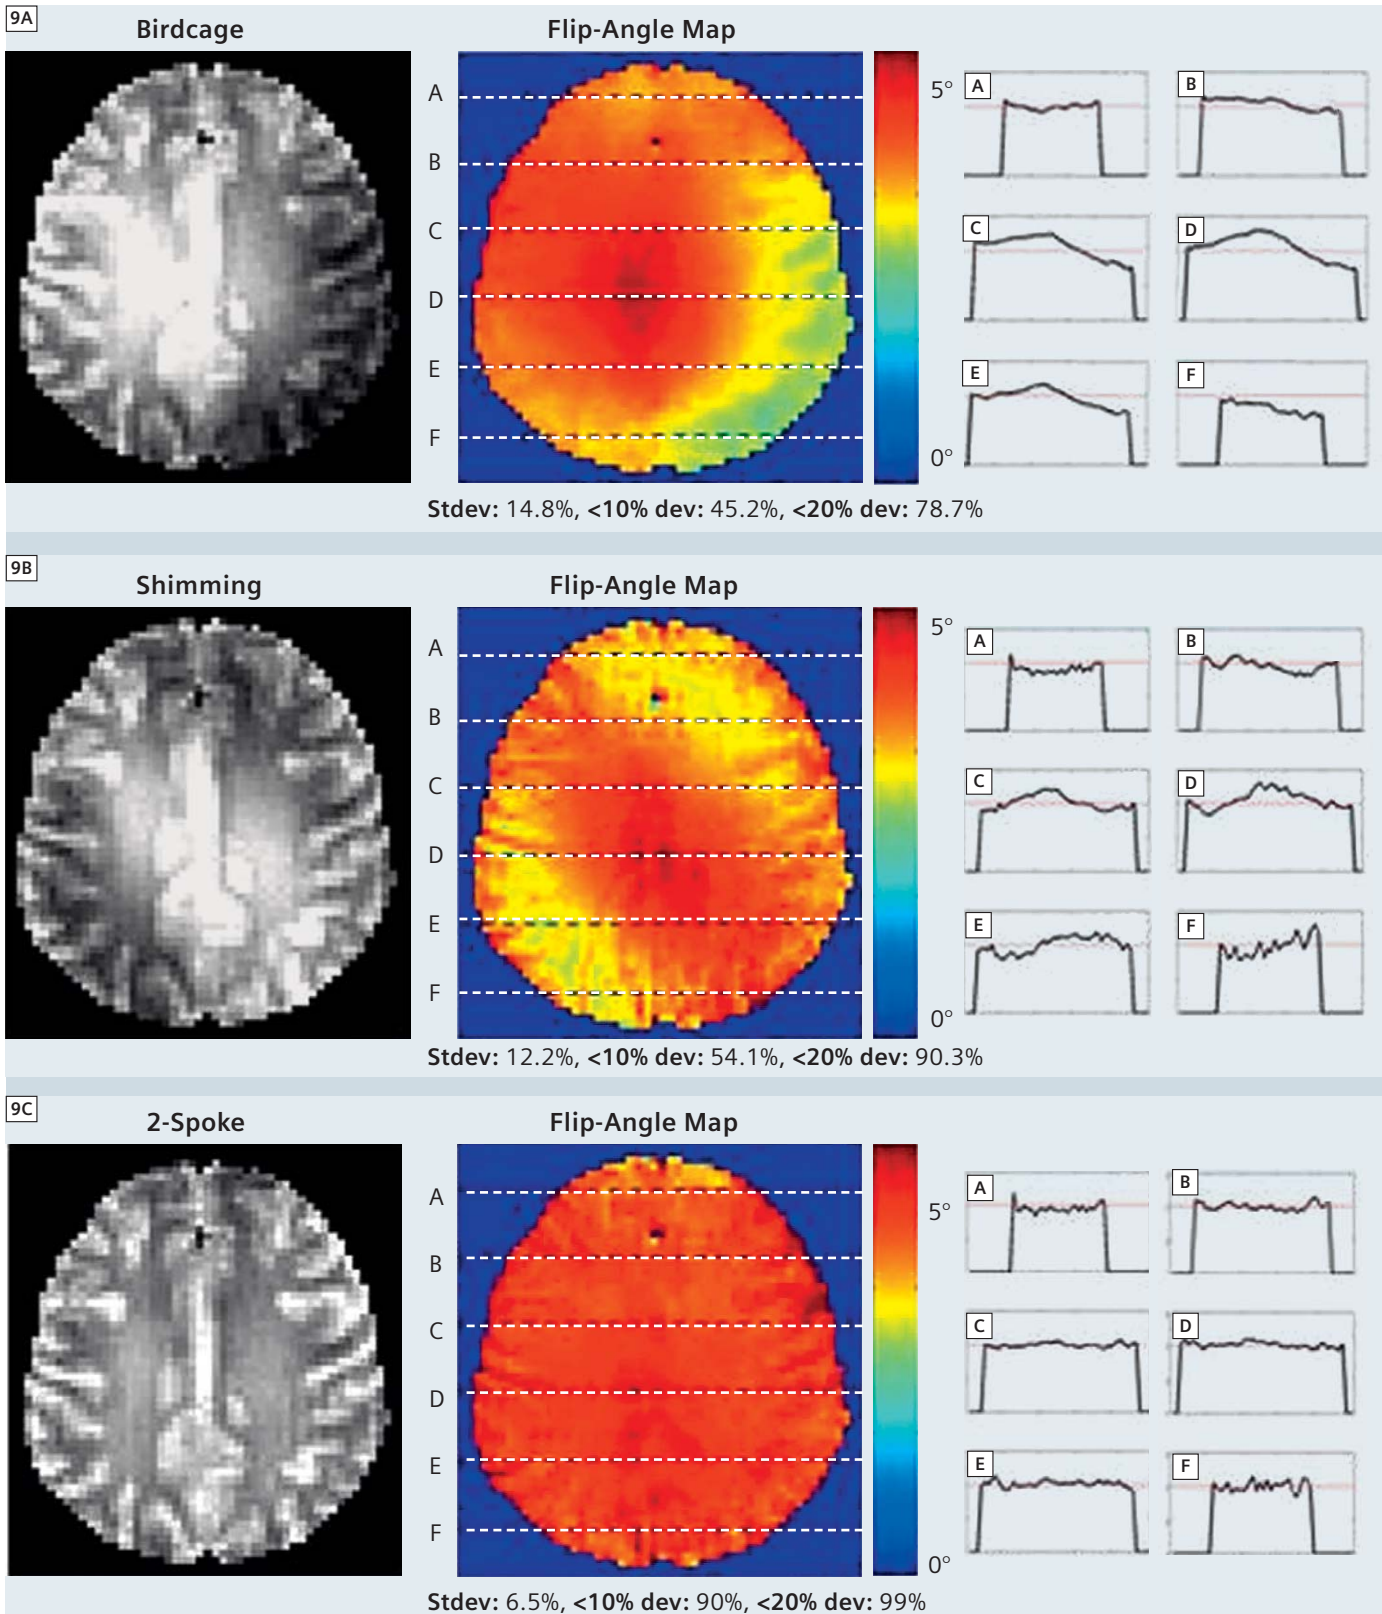 9A
Birdcage
Flip-Angle Map
A
B
C
D
E
F
5°
0°
A
B
C
D
E
F
Stdev: 14.8%, <10% dev: 45.2%, <20% dev: 78.7%
9B
Shimming
Flip-Angle Map
A
B
C
D
E
F
5°
0°
A
B
C
D
E
F
Stdev: 12.2%, <10% dev: 54.1%, <20% dev: 90.3%
9C
2-Spoke
Flip-Angle Map
A
B
C
D
E
F
5°
0°
A
B
C
D
E
F
Stdev: 6.5%, <10% dev: 90%, <20% dev: 99%